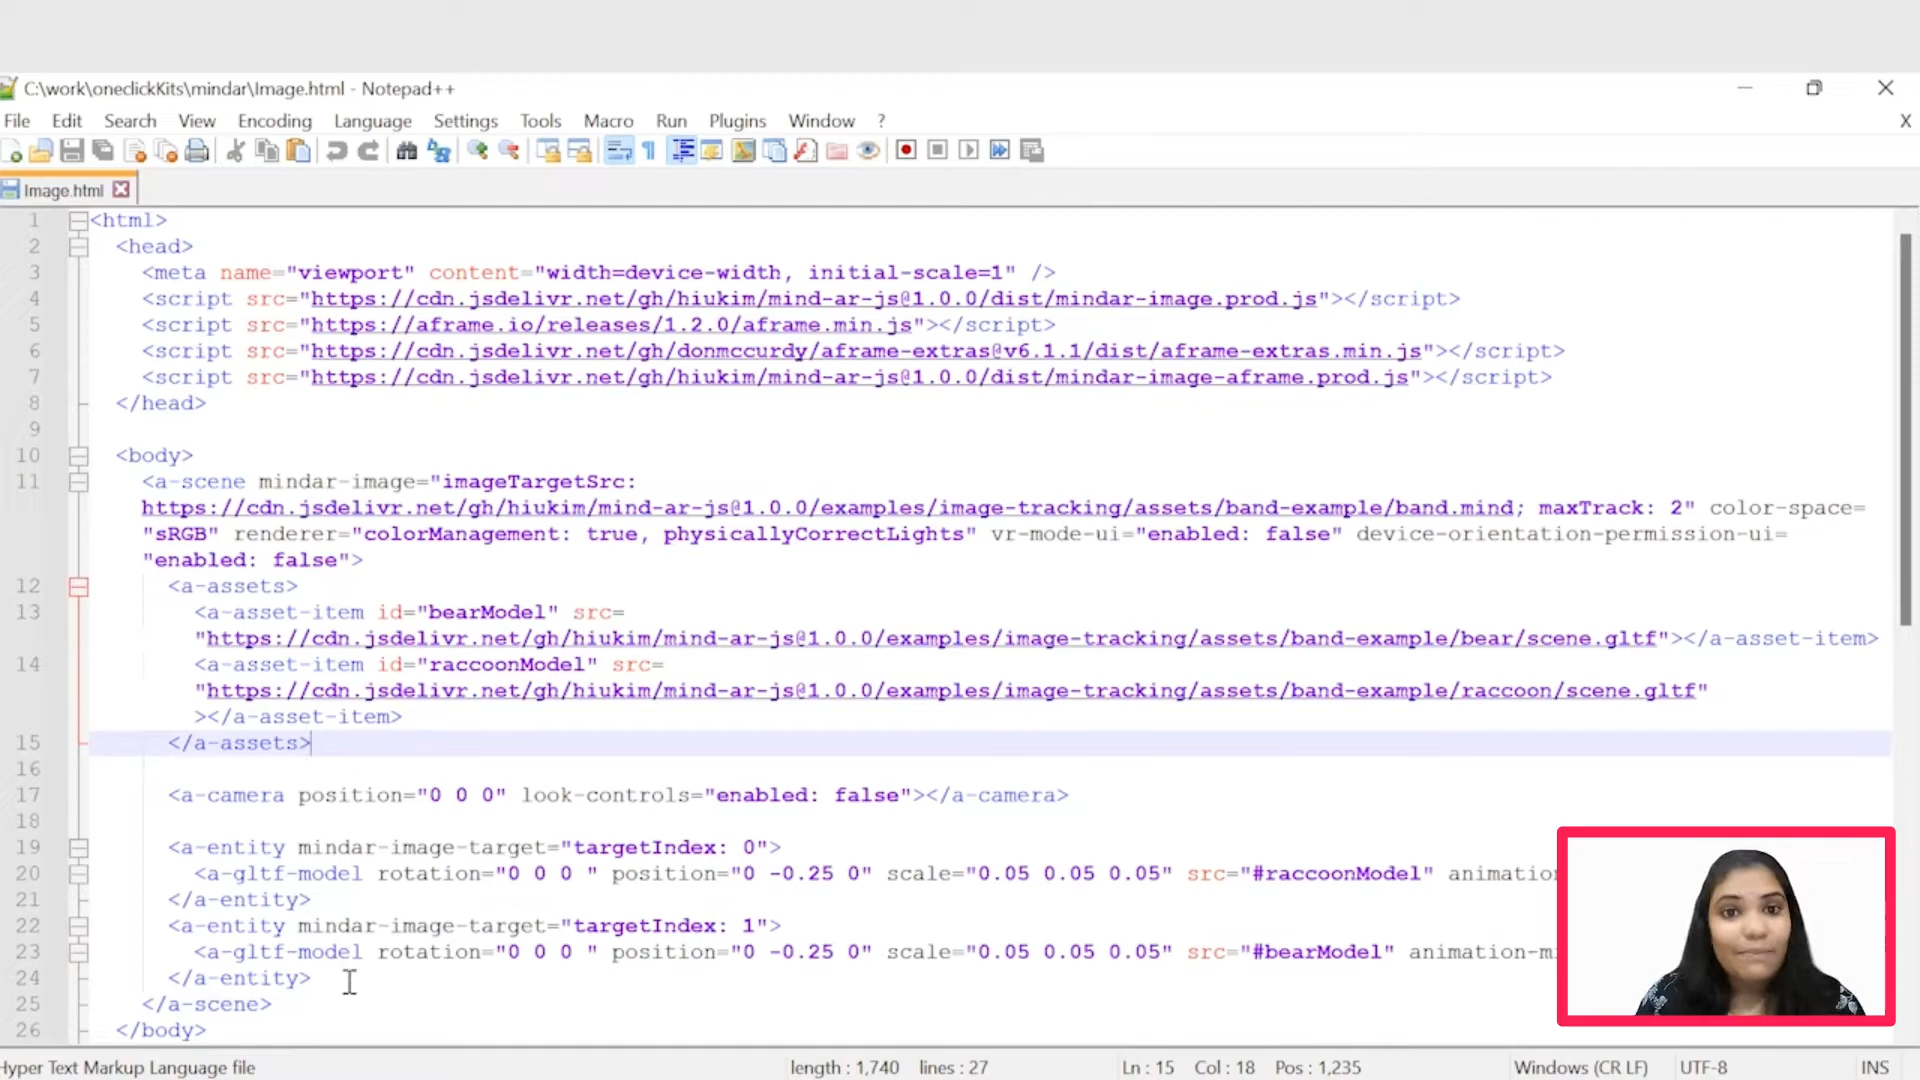 C:\work\oneclickKits\mindar\Image.html - Notepad++
File Edit Search View Encoding Language Settings Tools Macro Run Plugins Window ? X
Image.html
1 <html>
2 <head>
3 <meta name="viewport" content="width=device-width, initial-scale=1" />
4 <script src="https://cdn.jsdelivr.net/gh/hiukim/mind-ar-js@1.0.0/dist/mindar-image.prod.js"></script>
5 <script src="https://aframe.io/releases/1.2.0/aframe.min.js"></script>
6 <script src="https://cdn.jsdelivr.net/gh/donmccurdy/aframe-extras@v6.1.1/dist/aframe-extras.min.js"></script>
7 <script src="https://cdn.jsdelivr.net/gh/hiukim/mind-ar-js@1.0.0/dist/mindar-image-aframe.prod.js"></script>
8 </head>
9
10 <body>
11 <a-scene mindar-image="imageTargetSrc:
https://cdn.jsdelivr.net/gh/hiukim/mind-ar-js@1.0.0/examples/image-tracking/assets/band-example/band.mind; maxTrack: 2" color-space=
"sRGB" renderer="colorManagement: true, physicallyCorrectLights" vr-mode-ui="enabled: false" device-orientation-permission-ui=
"enabled: false">
12 <a-assets>
13 <a-asset-item id="bearModel" src=
"https://cdn.jsdelivr.net/gh/hiukim/mind-ar-js@1.0.0/examples/image-tracking/assets/band-example/bear/scene.gltf"></a-asset-item>
14 <a-asset-item id="raccoonModel" src=
"https://cdn.jsdelivr.net/gh/hiukim/mind-ar-js@1.0.0/examples/image-tracking/assets/band-example/raccoon/scene.gltf"
></a-asset-item>
15 </a-assets>
16
17 <a-camera position="0 0 0" look-controls="enabled: false"></a-camera>
18
19 <a-entity mindar-image-target="targetIndex: 0">
20 <a-gltf-model rotation="0 0 0 " position="0 -0.25 0" scale="0.05 0.05 0.05" src="#raccoonModel" animatio
21 </a-entity>
22 <a-entity mindar-image-target="targetIndex: 1">
23 <a-gltf-model rotation="0 0 0 " position="0 -0.25 0" scale="0.05 0.05 0.05" src="#bearModel" animation-m
24 </a-entity>
25 </a-scene>
26 </body>
Hyper Text Markup Language file length : 1,740 lines : 27 Ln : 15 Col : 18 Pos : 1,235 Windows (CR LF) UTF-8 INS